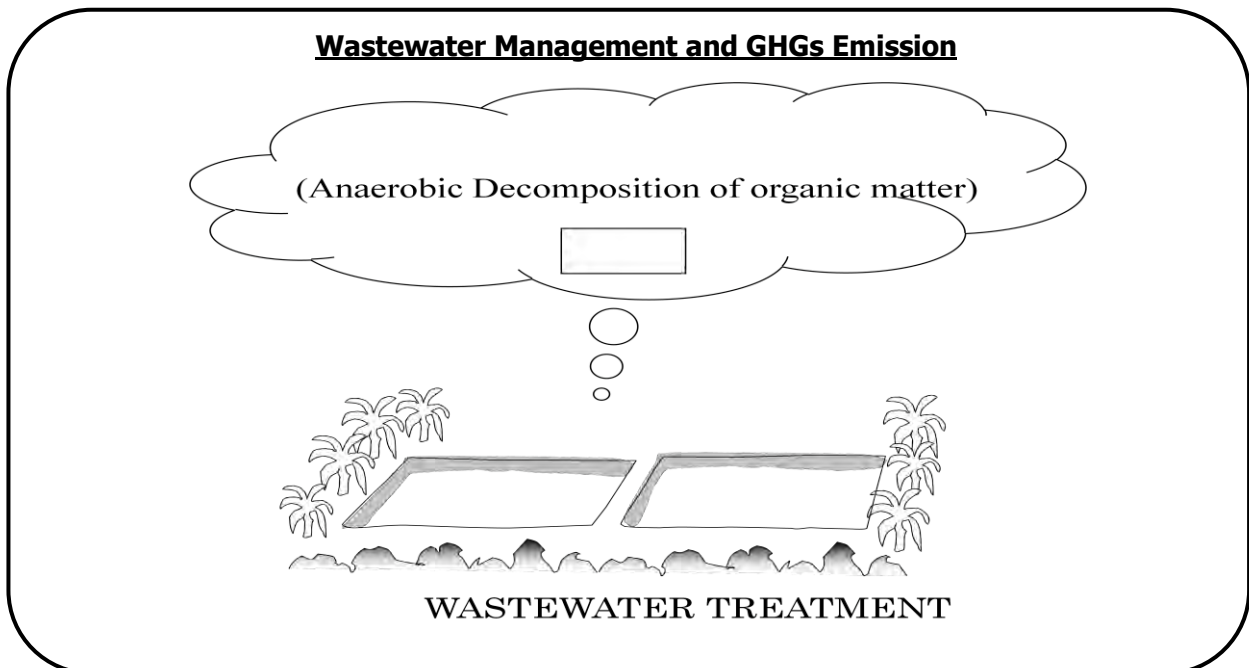 Wastewater Management and GHGs Emission
(Anaerobic Decomposition of organic matter)
WASTEWATER TREATMENT